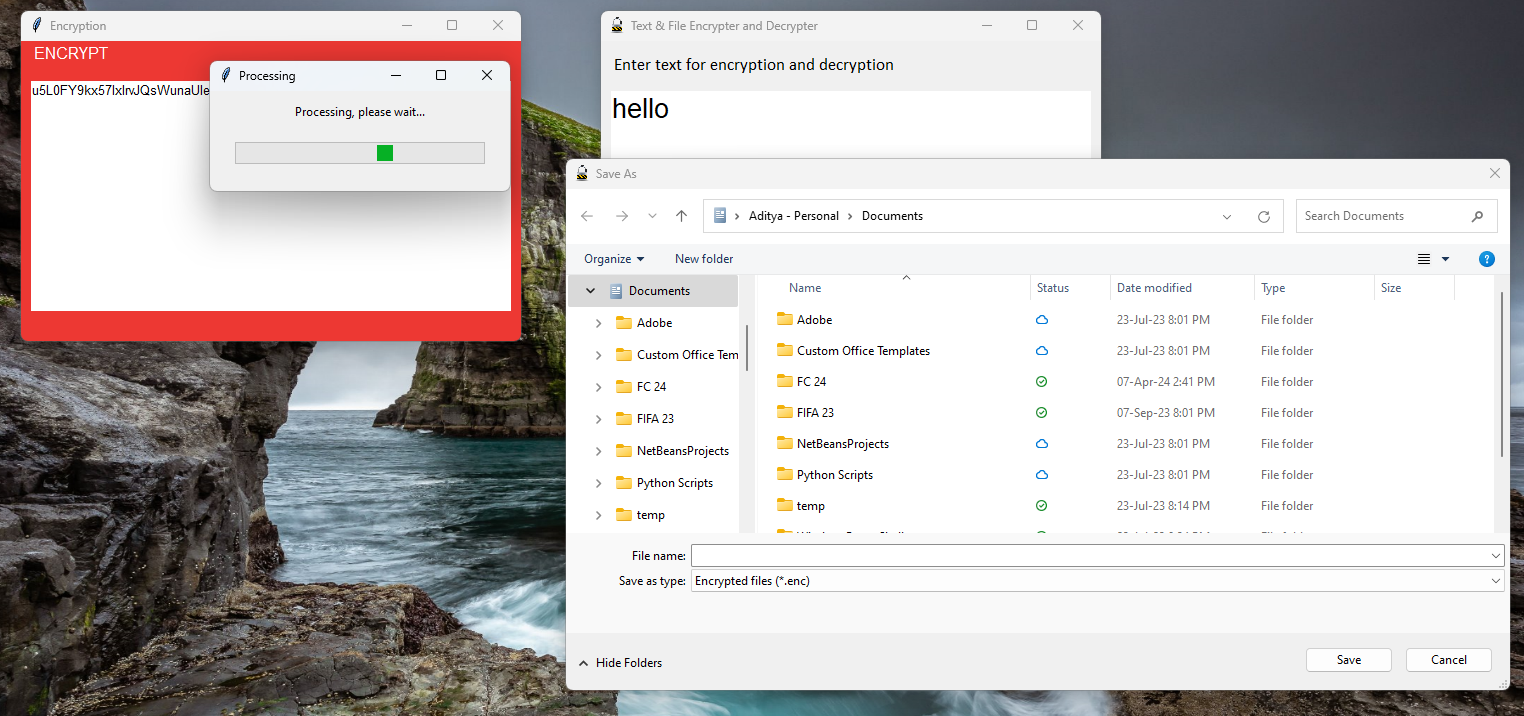 Encryption
ENCRYPT
Processing
Processing, please wait...
Text & File Encrypter and Decrypter
Enter text for encryption and decryption
hello
Save As
Aditya - Personal > Documents
Search Documents
Organize
New folder
Documents
Adobe
Custom Office Tem
FC 24
FIFA 23
NetBeansProjects
Python Scripts
temp
Name Status Date modified Type Size
Adobe 23-Jul-23 8:01 PM File folder
Custom Office Templates 23-Jul-23 8:01 PM File folder
FC 24 07-Apr-24 2:41 PM File folder
FIFA 23 07-Sep-23 8:01 PM File folder
NetBeansProjects 23-Jul-23 8:01 PM File folder
Python Scripts 23-Jul-23 8:01 PM File folder
temp 23-Jul-23 8:14 PM File folder
File name:
Save as type: Encrypted files (*.enc)
Hide Folders
Save
Cancel